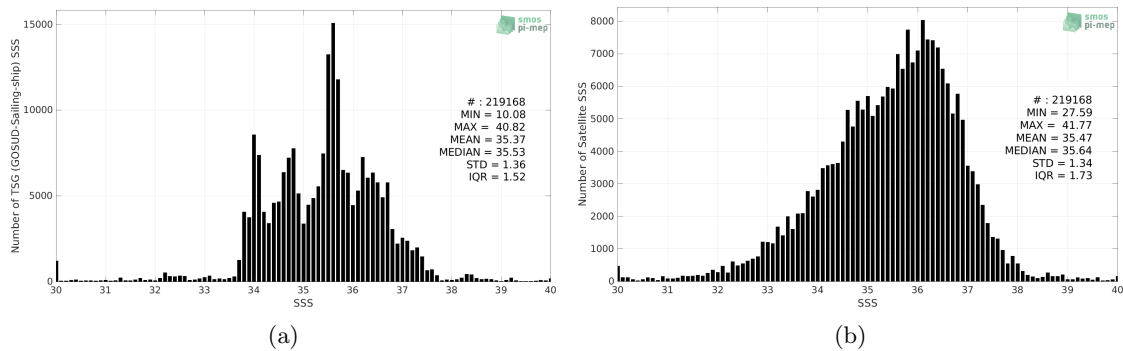 Number of TSG (GOSUD-Sailing-ship) SSS
15000
10000
5000
0
30 31 32 33 34 35 36 37 38 39 40
SSS
smos
pi-mep
# : 219168
MIN = 10.08
MAX = 40.82
MEAN = 35.37
MEDIAN = 35.53
STD = 1.36
IQR = 1.52
(a)
Number of Satellite SSS
8000
7000
6000
5000
4000
3000
2000
1000
0
30 31 32 33 34 35 36 37 38 39 40
SSS
smos
pi-mep
# : 219168
MIN = 27.59
MAX = 41.77
MEAN = 35.47
MEDIAN = 35.64
STD = 1.34
IQR = 1.73
(b)